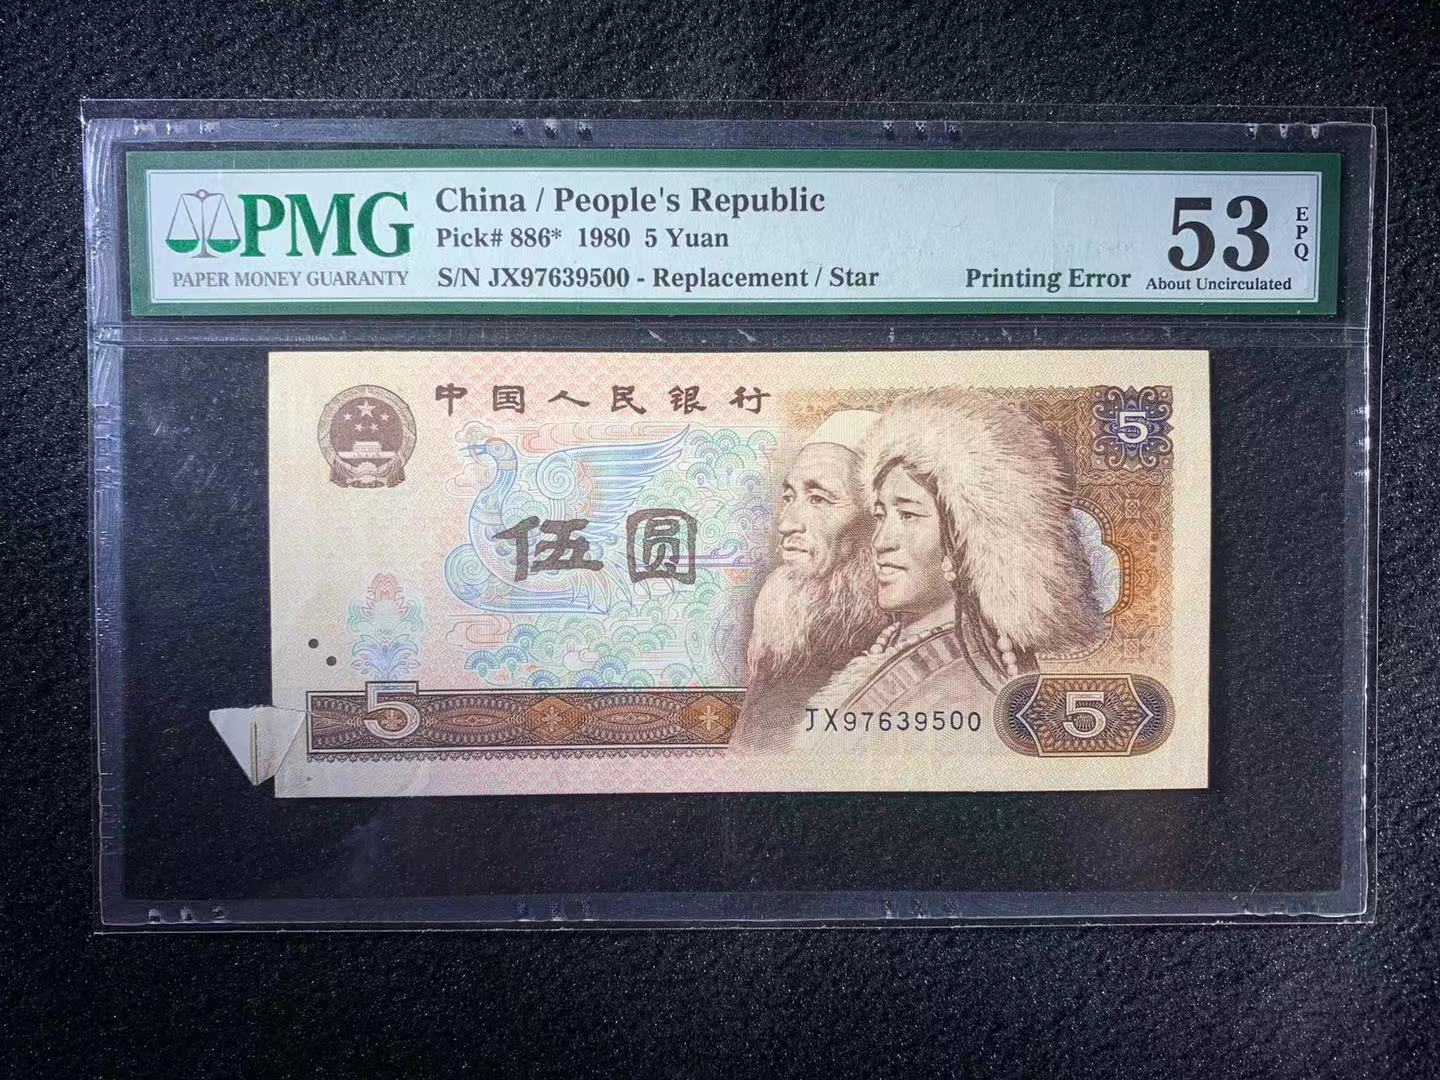 PMG
PAPER MONEY GUARANTY
China / People's Republic
Pick# 886* 1980 5 Yuan
S/N JX97639500 - Replacement / Star
Printing Error
53
EPQ
About Uncirculated
中国人民银行
5
伍圆
5
JX97639500
5